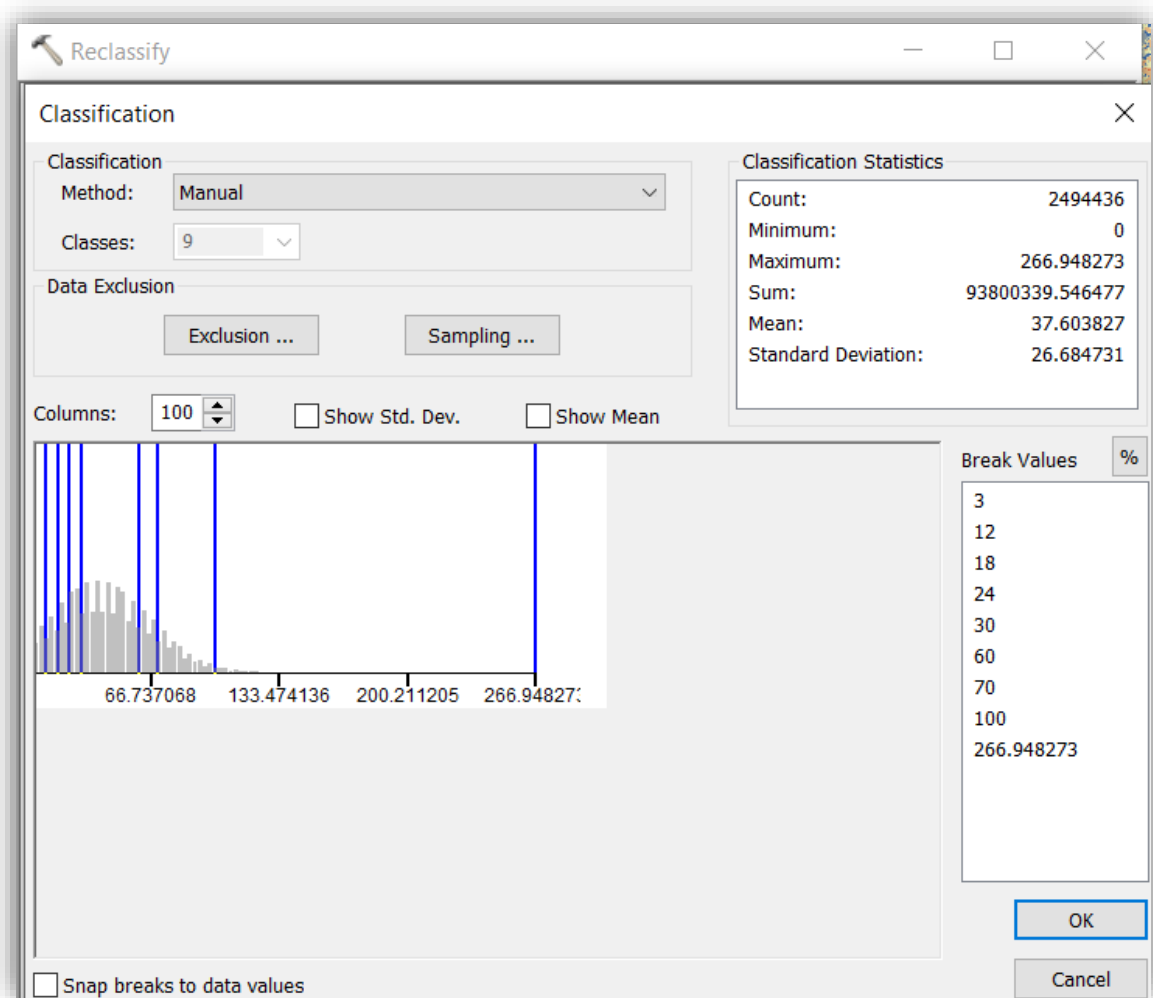 Reclassify
Classification
Classification
Method: Manual
Classes: 9
Data Exclusion
Exclusion ...
Sampling ...
Classification Statistics
Count: 2494436
Minimum: 0
Maximum: 266.948273
Sum: 93800339.546477
Mean: 37.603827
Standard Deviation: 26.684731
Columns: 100
Show Std. Dev.
Show Mean
Break Values
%
66.737068 133.474136 200.211205 266.948273
3
12
18
24
30
60
70
100
266.948273
OK
Cancel
Snap breaks to data values